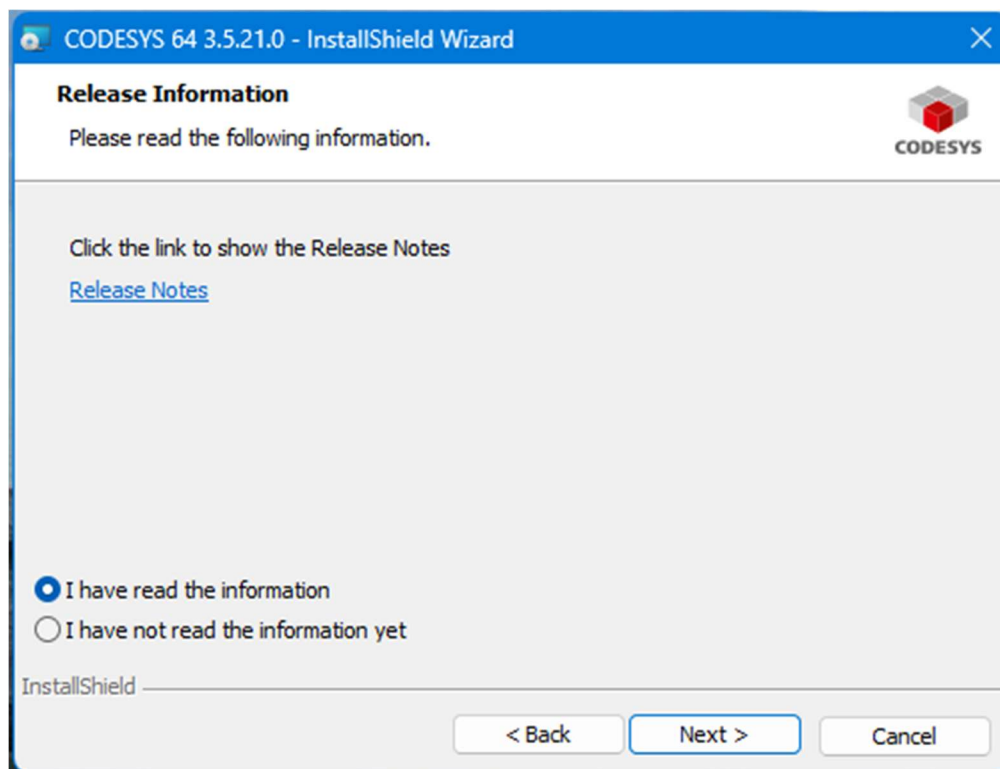 CODESYS 64 3.5.21.0 - InstallShield Wizard
Release Information
Please read the following information.
CODESYS
Click the link to show the Release Notes
Release Notes
I have read the information
I have not read the information yet
InstallShield
< Back
Next >
Cancel